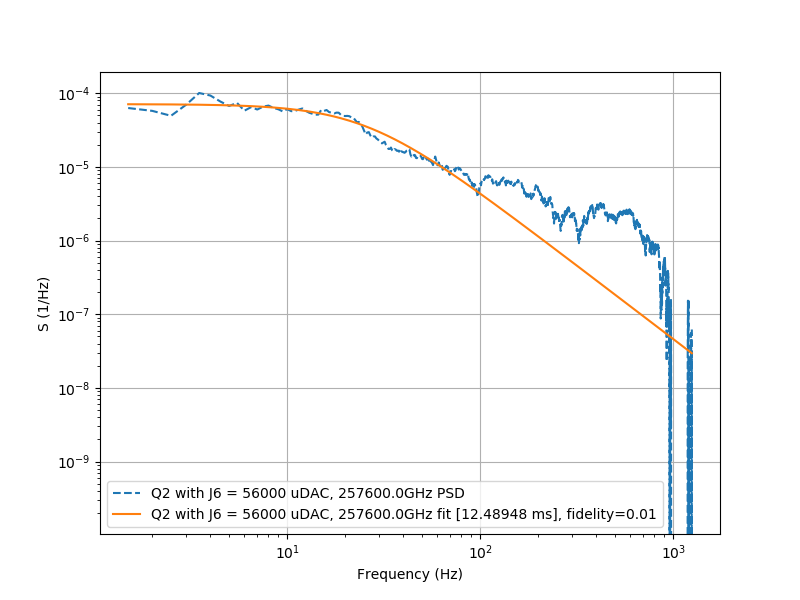 10⁻⁴
10⁻⁵
10⁻⁶
10⁻⁷
10⁻⁸
10⁻⁹
S (1/Hz)
Q2 with J6 = 56000 uDAC, 257600.0GHz PSD
Q2 with J6 = 56000 uDAC, 257600.0GHz fit [12.48948 ms], fidelity=0.01
10¹ 10² 10³
Frequency (Hz)